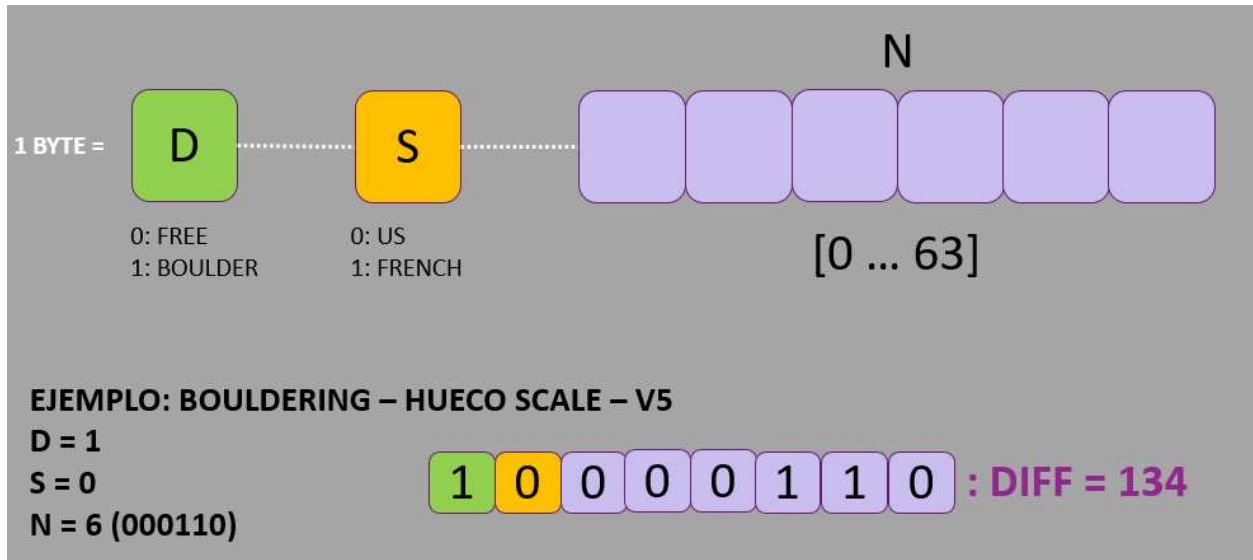 N
1 BYTE = D S
0: FREE 0: US
1: BOULDER 1: FRENCH
[0 ... 63]
EJEMPLO: BOULDERING – HUECO SCALE – V5
D = 1
S = 0
N = 6 (000110)
1 0 0 0 0 1 1 0 : DIFF = 134